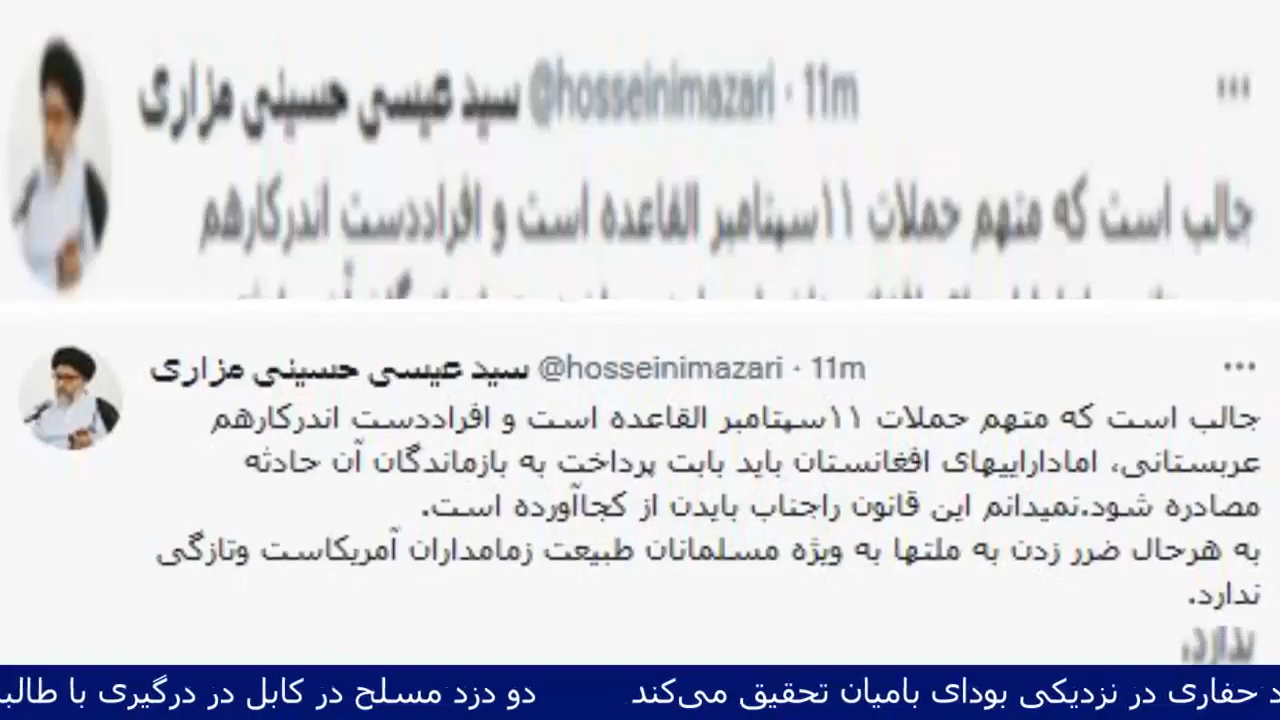 سید عیسی حسینی مزاری @hosseinimazari · 11m
جالب است که متهم حملات ۱۱سپتامبر القاعده است و افراددست اندرکارهم
سید عیسی حسینی مزاری @hosseinimazari · 11m
جالب است که متهم حملات ۱۱سپتامبر القاعده است و افراددست اندرکارهم
عربستانی، امادارایيهای افغانستان باید بابت پرداخت به بازماندگان آن حادثه
مصادره شود.نمیدانم این قانون راجناب بایدن از کجاآورده است.
به هرحال ضرر زدن به ملتها به ویژه مسلمانان طبیعت زمامداران آمریکاست وتازگی
ندارد.
ندارد.
حفاری در نزدیکی بودای بامیان تحقیق می‌کند دو دزد مسلح در کابل در درگیری با